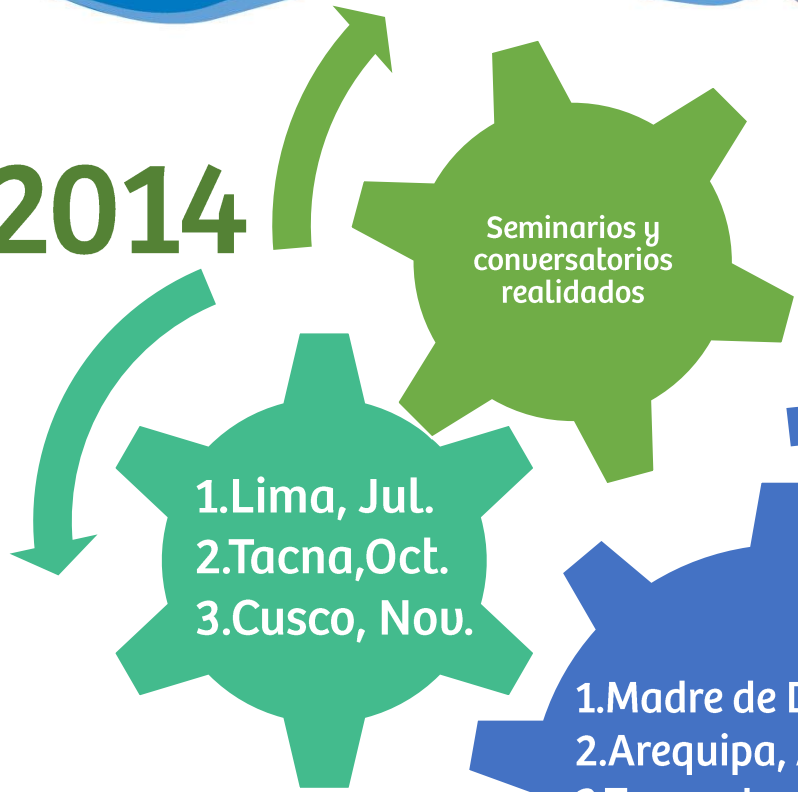 2014
Seminarios y
conversatorios
realidados
1.Lima, Jul.
2.Tacna,Oct.
3.Cusco, Nov.
1.Madre de
2.Arequipa,